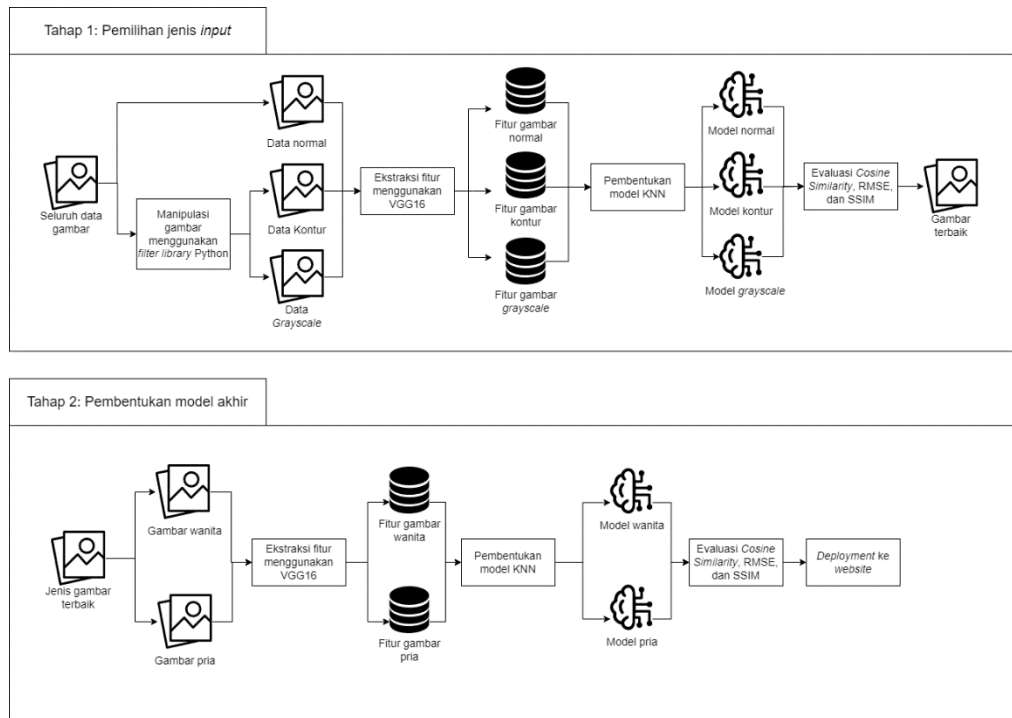 Tahap 1: Pemilihan jenis input
Data normal
Fitur gambar
normal
Model normal
Seluruh data
gambar
Manipulasi
gambar
menggunakan
filter library Python
Data Kontur
Ekstraksi fitur
menggunakan
VGG16
Fitur gambar
kontur
Pembentukan
model KNN
Model kontur
Evaluasi Cosine
Similarity, RMSE,
dan SSIM
Gambar
terbaik
Data
Grayscale
Fitur gambar
grayscale
Model grayscale
Tahap 2: Pembentukan model akhir
Gambar wanita
Fitur gambar
wanita
Model wanita
Jenis gambar
terbaik
Ekstraksi fitur
menggunakan
VGG16
Pembentukan
model KNN
Evaluasi Cosine
Similarity, RMSE,
dan SSIM
Deployment ke
website
Gambar pria
Fitur gambar
pria
Model pria